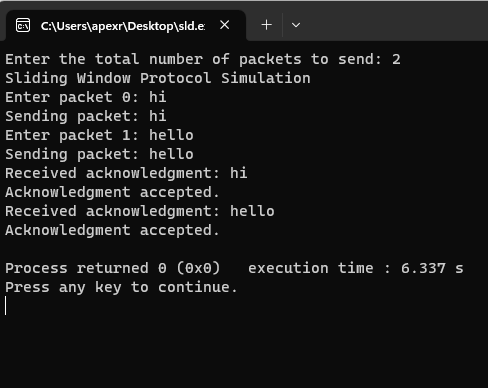 C:\Users\apexr\Desktop\sld.e
Enter the total number of packets to send: 2
Sliding Window Protocol Simulation
Enter packet 0: hi
Sending packet: hi
Enter packet 1: hello
Sending packet: hello
Received acknowledgment: hi
Acknowledgment accepted.
Received acknowledgment: hello
Acknowledgment accepted.
Process returned 0 (0x0)   execution time : 6.337 s
Press any key to continue.